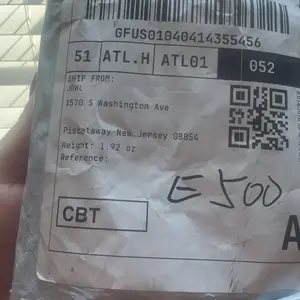 GFUS01040414355456
51 ATL.H ATL01 052
SHIP FROM:
JGAL
1570 S Washington Ave
Piscataway New Jersey 08854
Weight: 1.92 oz
Reference:
E500
CBT
A